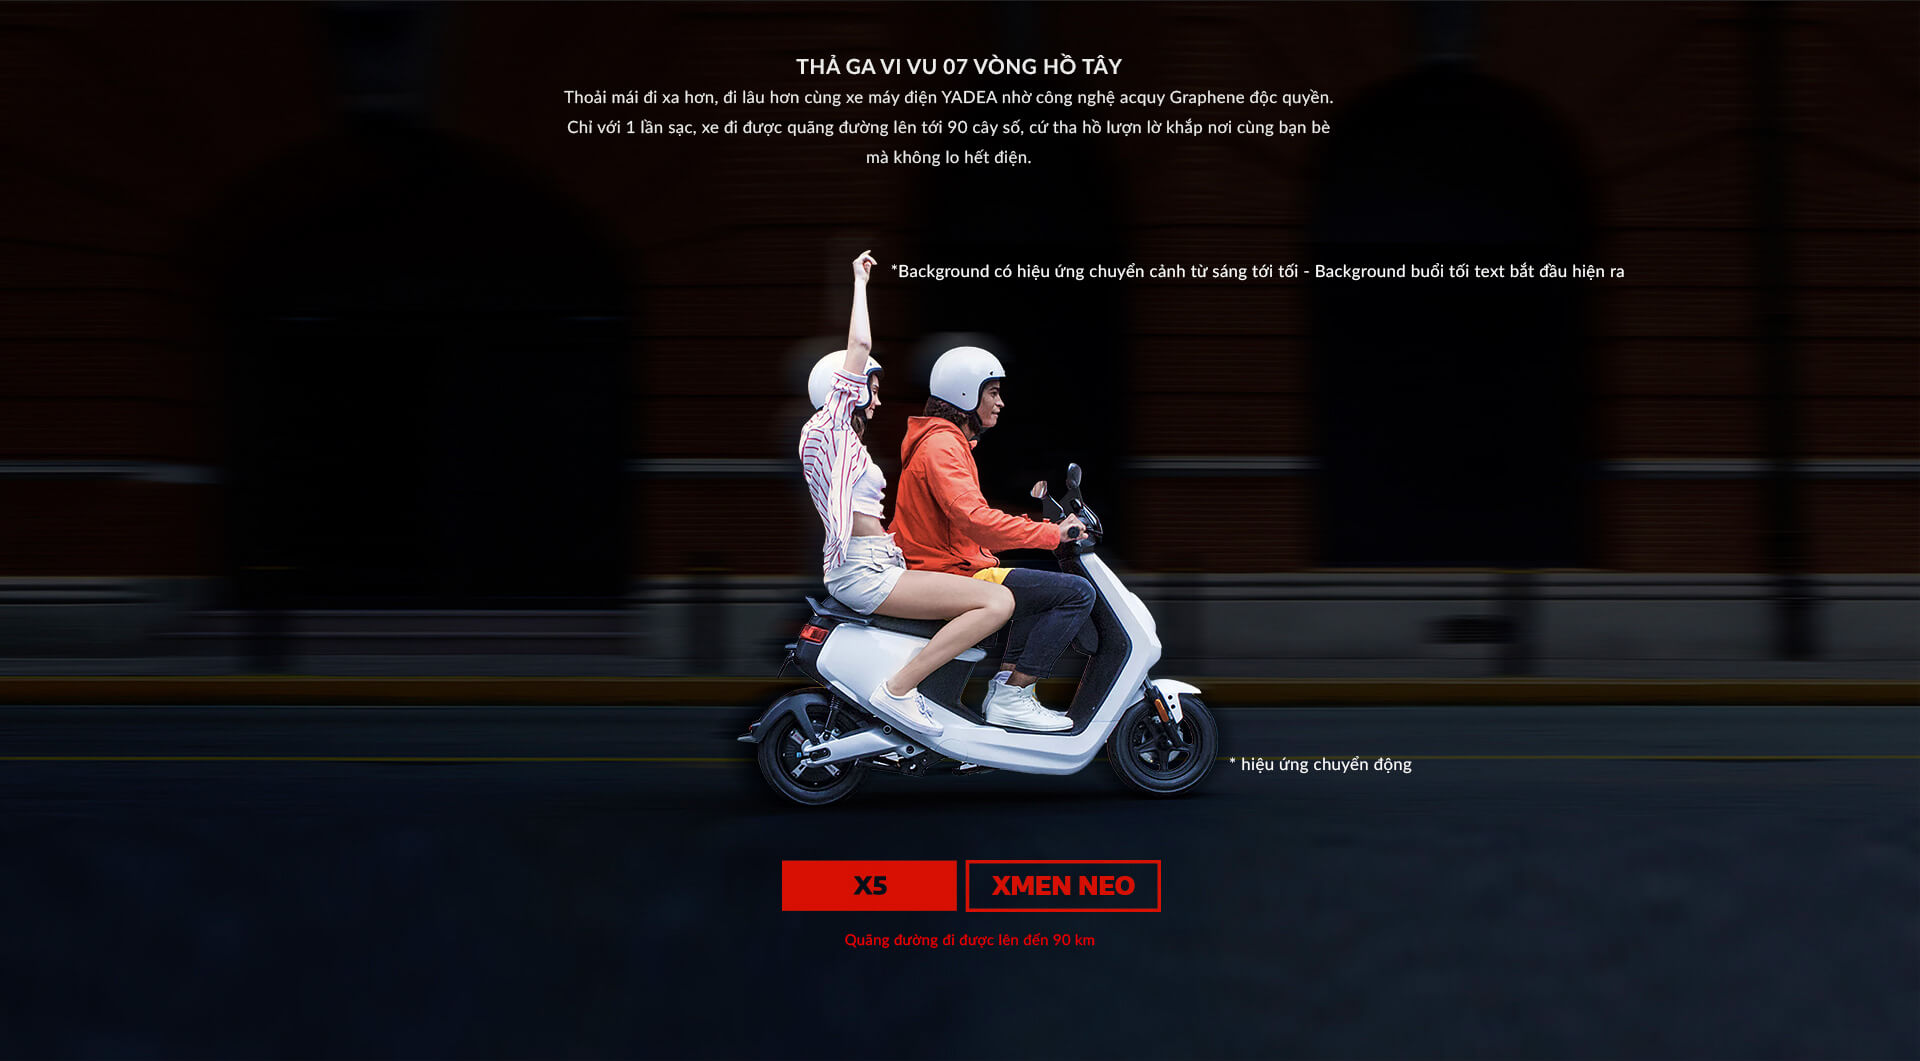 THẢ GA VI VU 07 VÒNG HỒ TÂY
Thoải mái đi xa hơn, đi lâu hơn cùng xe máy điện YADEA nhờ công nghệ acquy Graphene độc quyền.
Chỉ với 1 lần sạc, xe đi được quãng đường lên tới 90 cây số, cứ tha hồ lượn lờ khắp nơi cùng bạn bè
mà không lo hết điện.
*Background có hiệu ứng chuyển cảnh từ sáng tới tối - Background buổi tối text bắt đầu hiện ra
* hiệu ứng chuyển động
X5
XMEN NEO
Quãng đường đi được lên đến 90 km